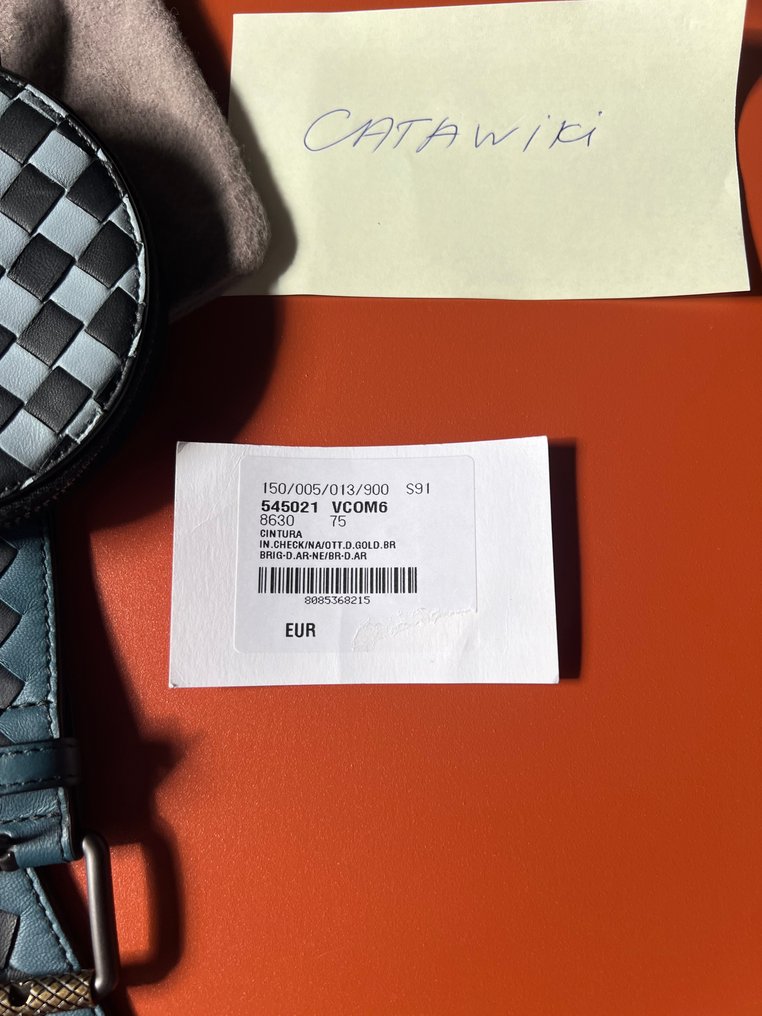 CATAWiKi
150/005/013/900 S91
545021 VCOM6
8630 75
CINTURA
IN.CHECK/NA/OTT.D.GOLD.BR
BRIG-D.AR-NE/BR-D.AR
8085368215
EUR